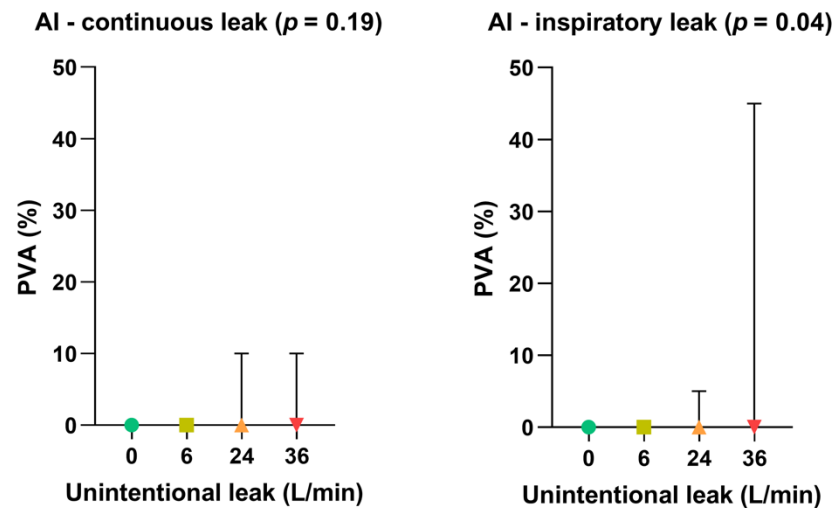 AI - continuous leak (p = 0.19)
50
40
30
20
10
0
PVA (%)
0 6 24 36
Unintentional leak (L/min)
AI - inspiratory leak (p = 0.04)
50
40
30
20
10
0
PVA (%)
0 6 24 36
Unintentional leak (L/min)